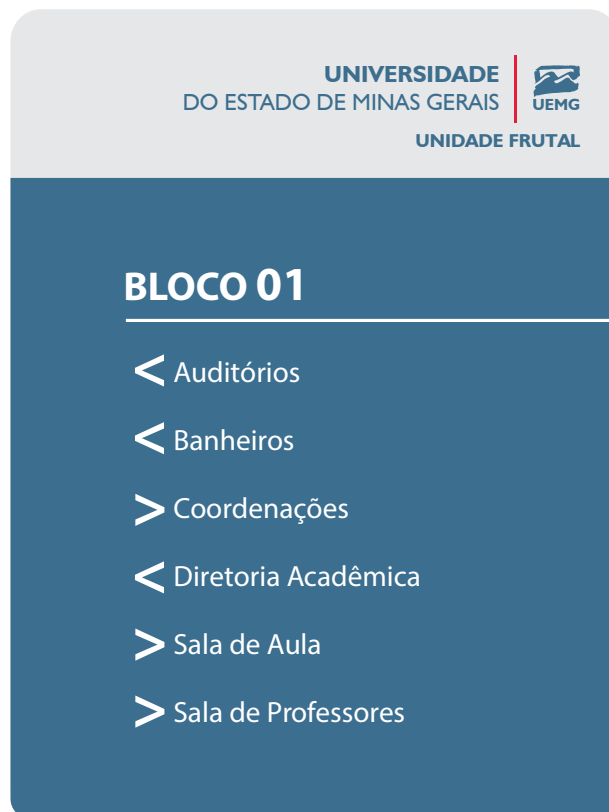 UNIVERSIDADE
DO ESTADO DE MINAS GERAIS
UEMG
UNIDADE FRUTAL
BLOCO 01
< Auditórios
< Banheiros
> Coordenações
< Diretoria Acadêmica
> Sala de Aula
> Sala de Professores